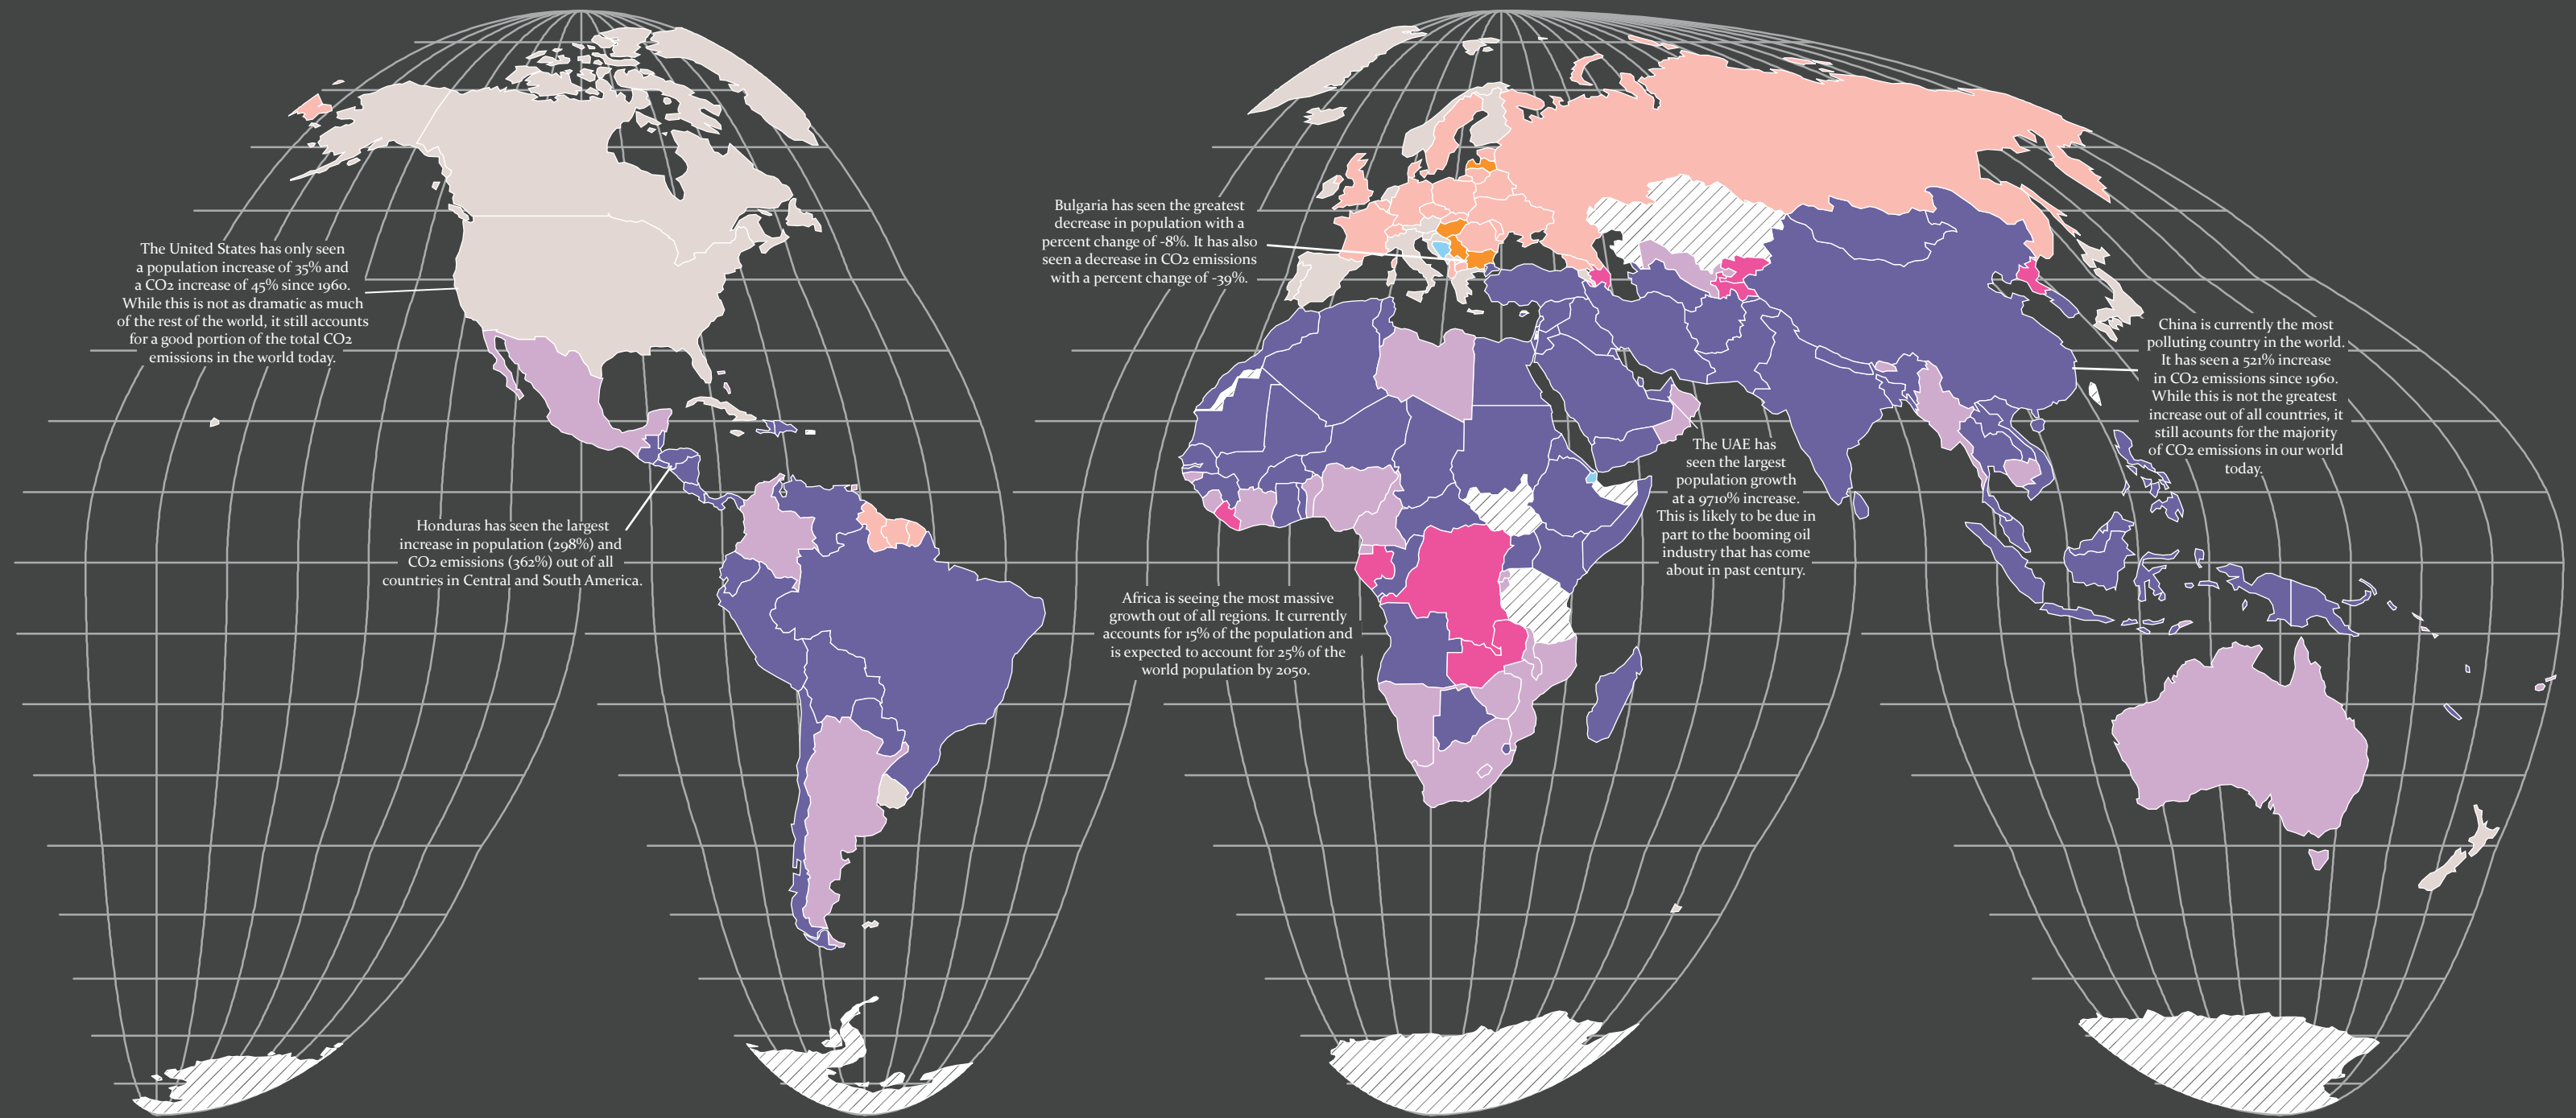 The United States has only seen
a population increase of 35% and
a CO2 increase of 45% since 1960.
While this is not as dramatic as much
of the rest of the world, it still accounts
for a good portion of the total CO2
emissions in the world today.
Honduras has seen the largest
increase in population (298%) and
CO2 emissions (362%) out of all
countries in Central and South America.
Bulgaria has seen the greatest
decrease in population with a
percent change of -8%. It has also
seen a decrease in CO2 emissions
with a percent change of -39%.
Africa is seeing the most massive
growth out of all regions. It currently
accounts for 15% of the population and
is expected to account for 25% of the
world population by 2050.
The UAE has
seen the largest
population growth
at a 9710% increase.
This is likely to be due in
part to the booming oil
industry that has come
about in past century.
China is currently the most
polluting country in the world.
It has seen a 521% increase
in CO2 emissions since 1960.
While this is not the greatest
increase out of all countries, it
still acounts for the majority
of CO2 emissions in our world
today.